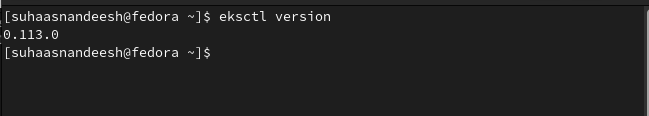 [suhaasnandeesh@fedora ~]$ eksctl version
0.113.0
[suhaasnandeesh@fedora ~]$